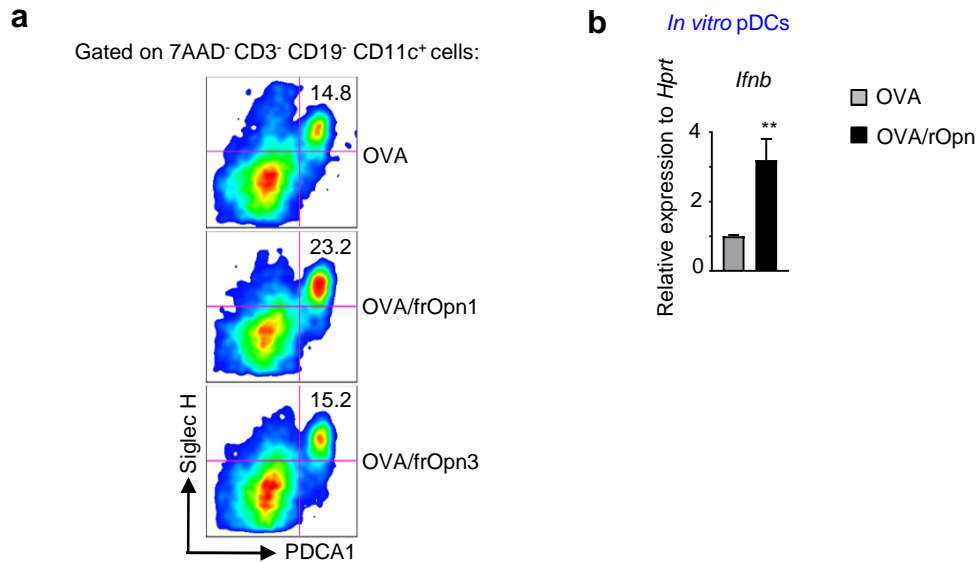 a
Gated on 7AAD- CD3- CD19- CD11c+ cells:
14.8
OVA
23.2
OVA/frOpn1
15.2
OVA/frOpn3
Siglec H
PDCA1
b
In vitro pDCs
Ifnb
Relative expression to Hprt
4
2
0
**
OVA
OVA/rOpn